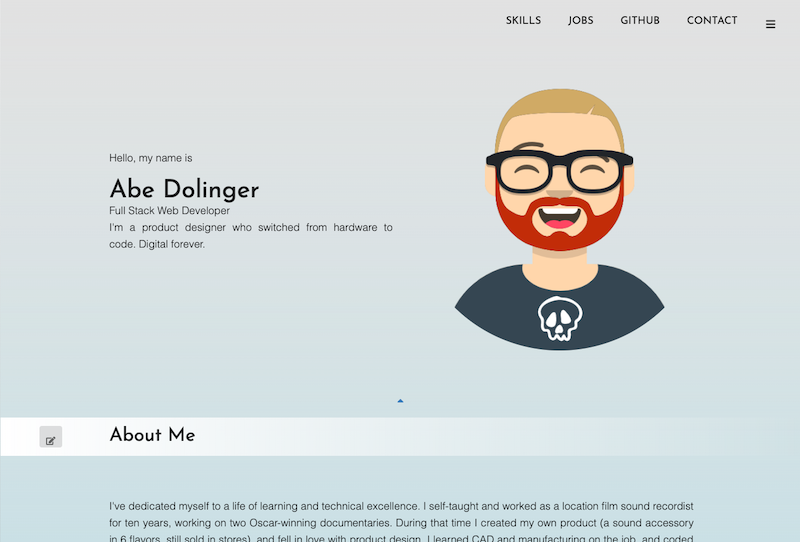 SKILLS JOBS GITHUB CONTACT
Hello, my name is
Abe Dolinger
Full Stack Web Developer
I'm a product designer who switched from hardware to
code. Digital forever.
About Me
I've dedicated myself to a life of learning and technical excellence. I self-taught and worked as a location film sound recordist
for ten years, working on two Oscar-winning documentaries. During that time I created my own product (a sound accessory
in 6 flavors, still sold in stores), and fell in love with product design. I learned CAD and manufacturing on the job, and coded